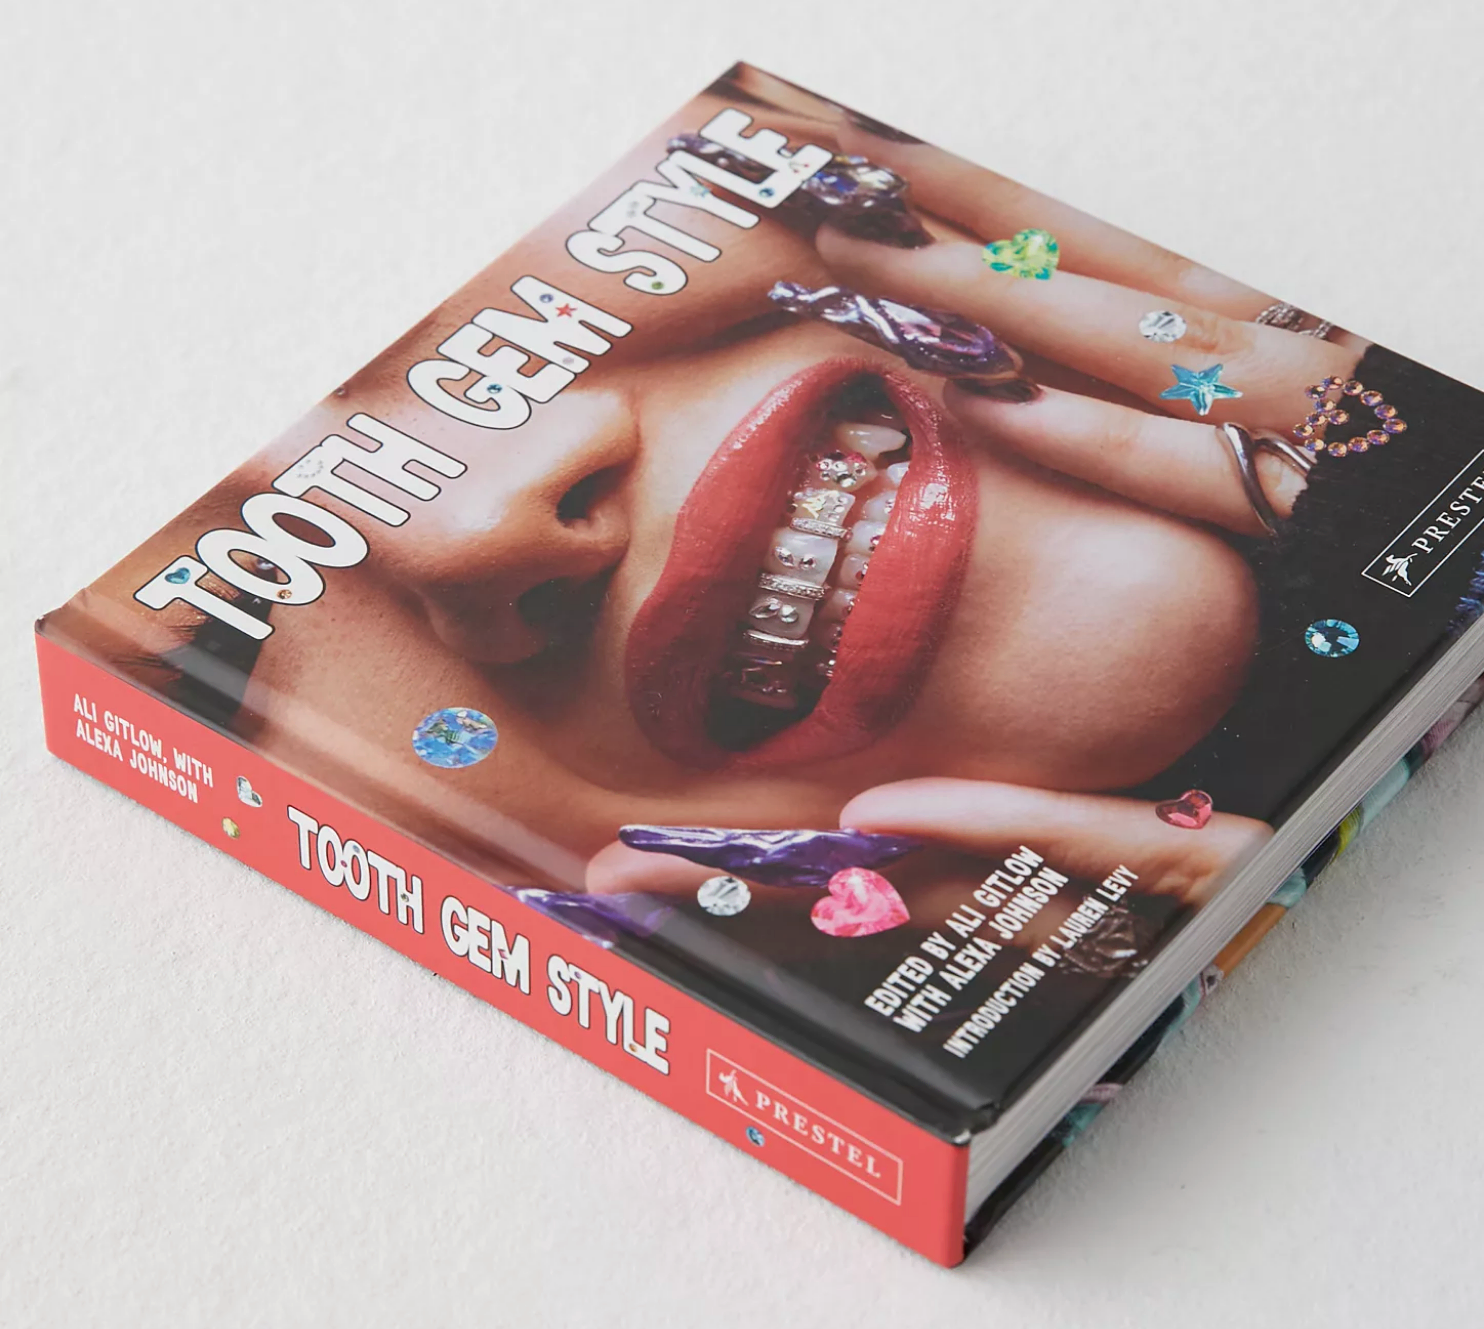 TOOTH GEM STYLE
EDITED BY ALI GITLOW
WITH ALEXA JOHNSON
INTRODUCTION BY LAUREN LEVY
ALI GITLOW, WITH
ALEXA JOHNSON
TOOTH GEM STYLE
PRESTEL